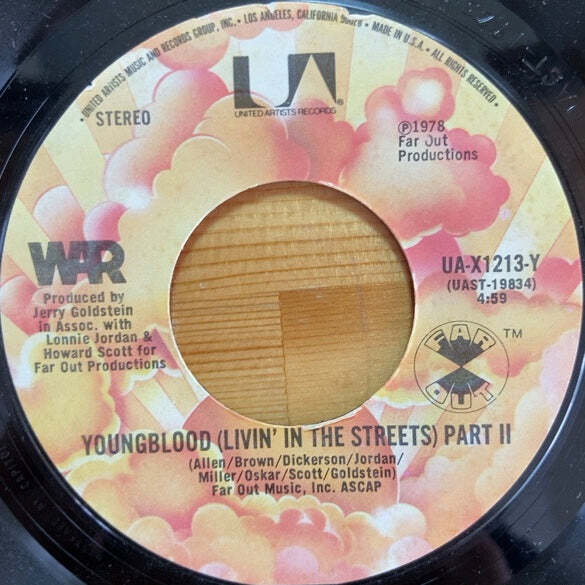 • UNITED ARTISTS MUSIC AND RECORDS GROUP, INC. • LOS ANGELES, CALIFORNIA • MADE IN U.S.A. • ALL RIGHTS RESERVED •
UA
UNITED ARTISTS RECORDS
®
STEREO
℗1978
Far Out
Productions
WAR
Produced by
Jerry Goldstein
in Assoc. with
Lonnie Jordan &
Howard Scott for
Far Out Productions
UA-X1213-Y
(UAST-19834)
4:59
FAR
OUT
TM
YOUNGBLOOD (LIVIN' IN THE STREETS) PART II
(Allen/Brown/Dickerson/Jordan/
Miller/Oskar/Scott/Goldstein)
Far Out Music, Inc. ASCAP